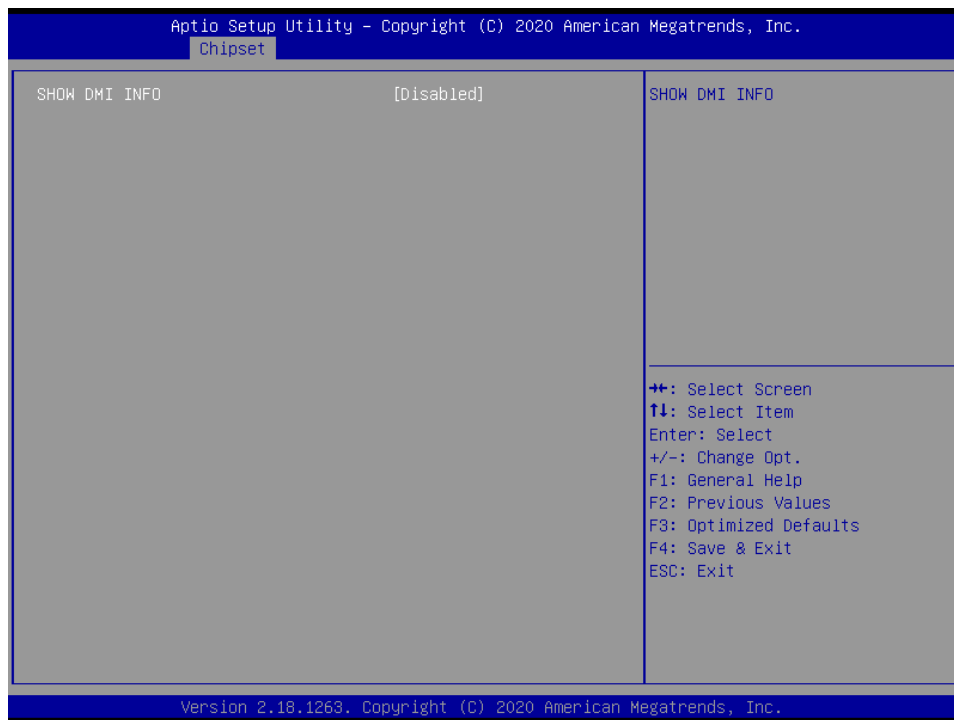 Aptio Setup Utility – Copyright (C) 2020 American Megatrends, Inc.
Chipset
SHOW DMI INFO [Disabled]
SHOW DMI INFO
→←: Select Screen
↑↓: Select Item
Enter: Select
+/-: Change Opt.
F1: General Help
F2: Previous Values
F3: Optimized Defaults
F4: Save & Exit
ESC: Exit
Version 2.18.1263. Copyright (C) 2020 American Megatrends, Inc.